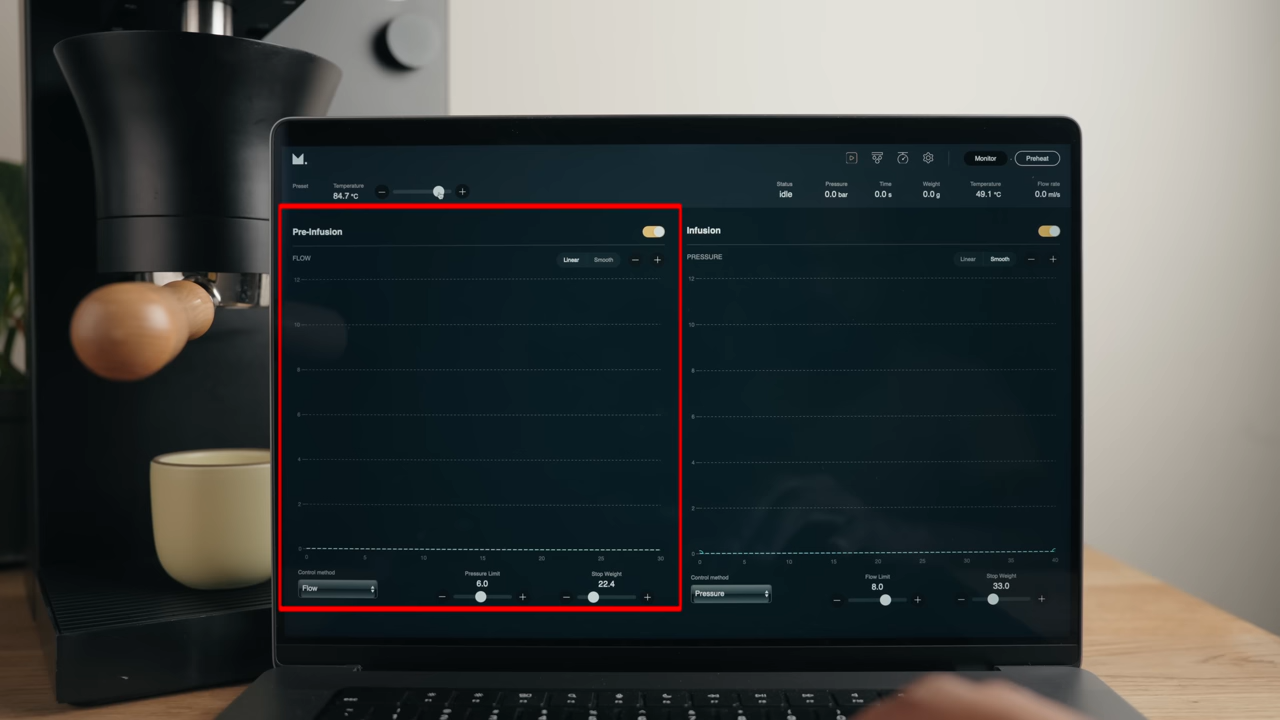 M.
Monitor
Preheat
Preset
Temperature
84.7 °C
Status
idle
Pressure
0.0 bar
Time
0.0 s
Weight
0.0 g
Temperature
49.1 °C
Flow rate
0.0 ml/s
Pre-Infusion
FLOW
Linear
Smooth
12
10
8
6
4
2
0
0 5 10 15 20 25 30
Control method
Flow
Pressure Limit
6.0
Stop Weight
22.4
Infusion
PRESSURE
Linear
Smooth
12
10
8
6
4
2
0
0 5 10 15 20 25 30 35 40
Control method
Pressure
Flow Limit
8.0
Stop Weight
33.0
esc